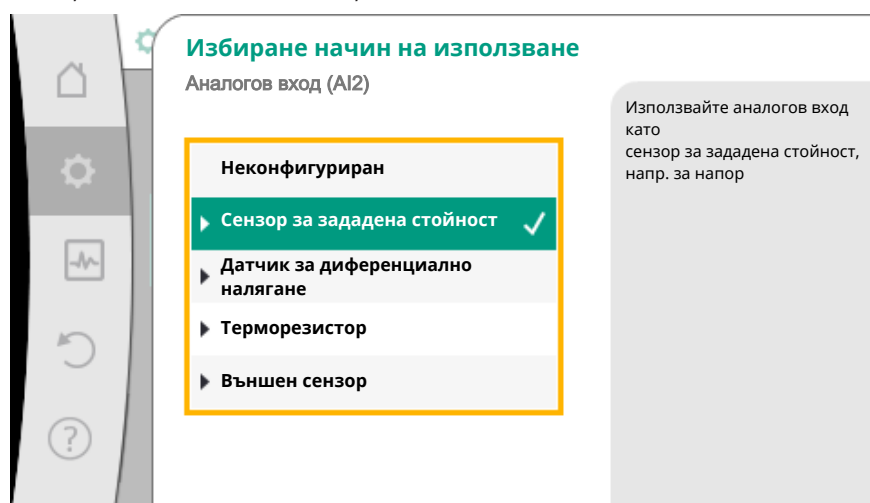 Избиране начин на използване
Аналогов вход (AI2)
Неконфигуриран
Сензор за зададена стойност
Датчик за диференциално
налягане
Терморезистор
Външен сензор
Използвайте аналогов вход
като
сензор за зададена стойност,
напр. за напор
?